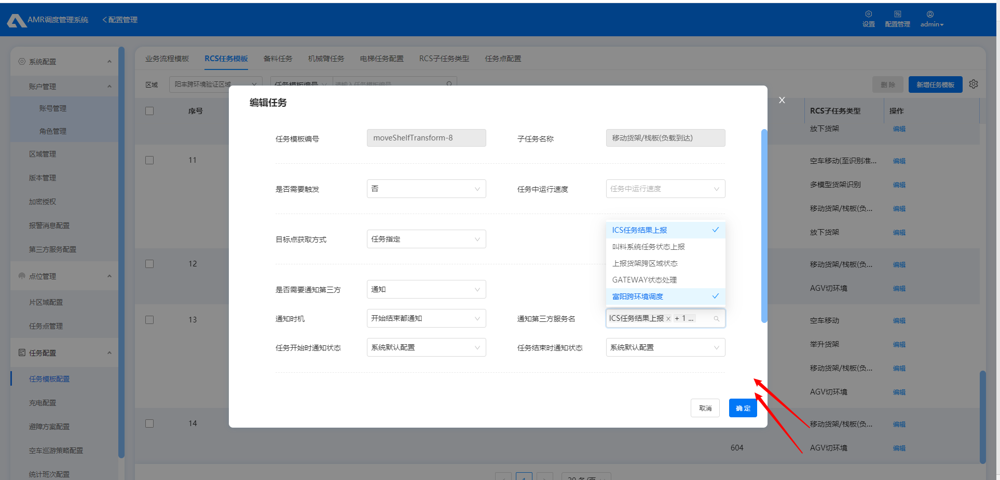 AMR调度管理系统
配置管理
设置
配置管理
admin
系统配置
账户管理
账号管理
角色管理
区域管理
版本管理
加密授权
报警消息配置
第三方服务配置
点位管理
片区域配置
任务点管理
任务配置
任务模板配置
充电配置
避障方案配置
空车巡游策略配置
统计班次配置
业务流程模板
RCS任务模板
备料任务
机械臂任务
电梯任务配置
RCS子任务类型
任务点配置
区域
阳丰跨环境验证区域
任务模板编号
请输入任务模板编号
删 除
新增任务模板
序号
RCS子任务类型
操作
放下货架
编辑
11
空车移动(至识别准...
编辑
多模型货架识别
编辑
移动货架/栈板(负...
编辑
放下货架
编辑
12
移动货架/栈板(负...
编辑
AGV切环境
编辑
13
空车移动
编辑
举升货架
编辑
移动货架/栈板(负...
编辑
AGV切环境
编辑
14
移动货架/栈板(负...
编辑
604
AGV切环境
编辑
1
20 条/页
编辑任务
X
任务模板编号
moveShelfTransform-8
子任务名称
移动货架/栈板(负载到达)
是否需要触发
否
任务中运行速度
任务中运行速度
目标点获取方式
任务指定
ICS任务结果上报
叫料系统任务状态上报
上报货架跨区域状态
GATEWAY状态处理
富阳跨环境调度
是否需要通知第三方
通知
通知时机
开始结束都通知
通知第三方服务名
ICS任务结果上报 × + 1 ...
任务开始时通知状态
系统默认配置
任务结束时通知状态
系统默认配置
取消
确 定